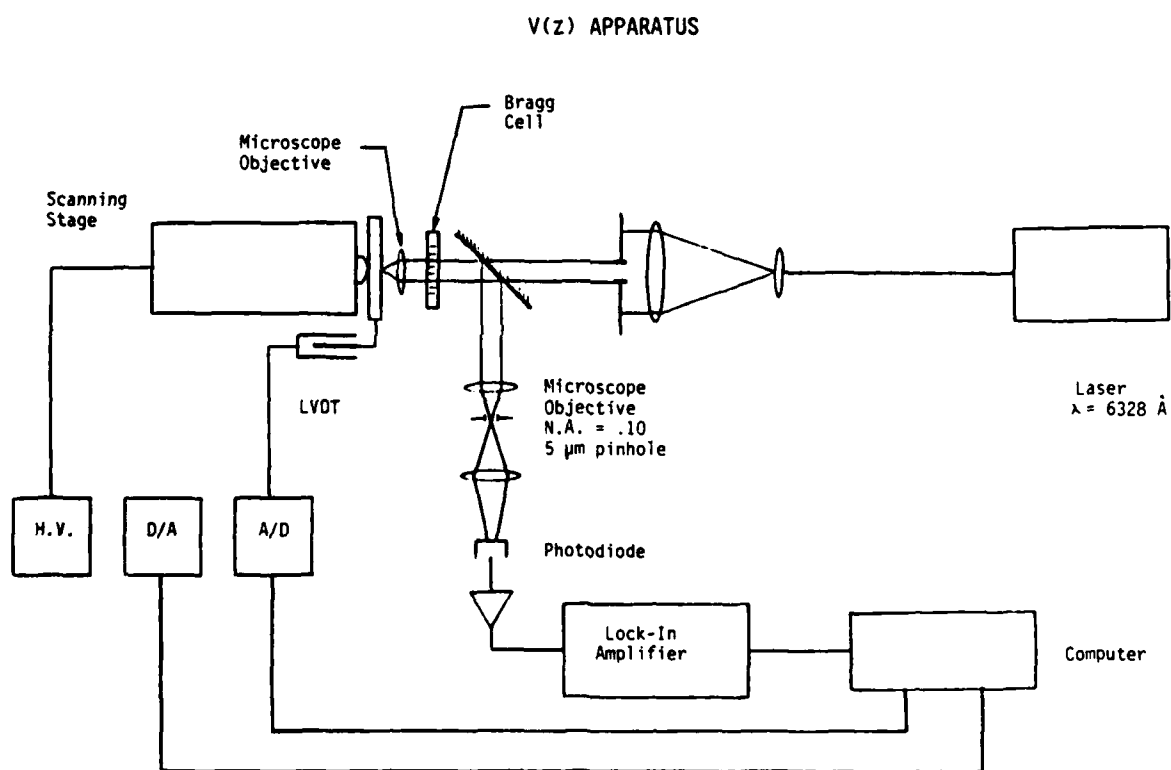 V(Z) APPARATUS
Bragg
Cell
Microscope
Objective
Scanning
Stage
LVDT
Microscope
Objective
N.A. = .10
5 µm pinhole
Laser
λ = 6328 Å
H.V.
D/A
A/D
Photodiode
Lock-In
Amplifier
Computer